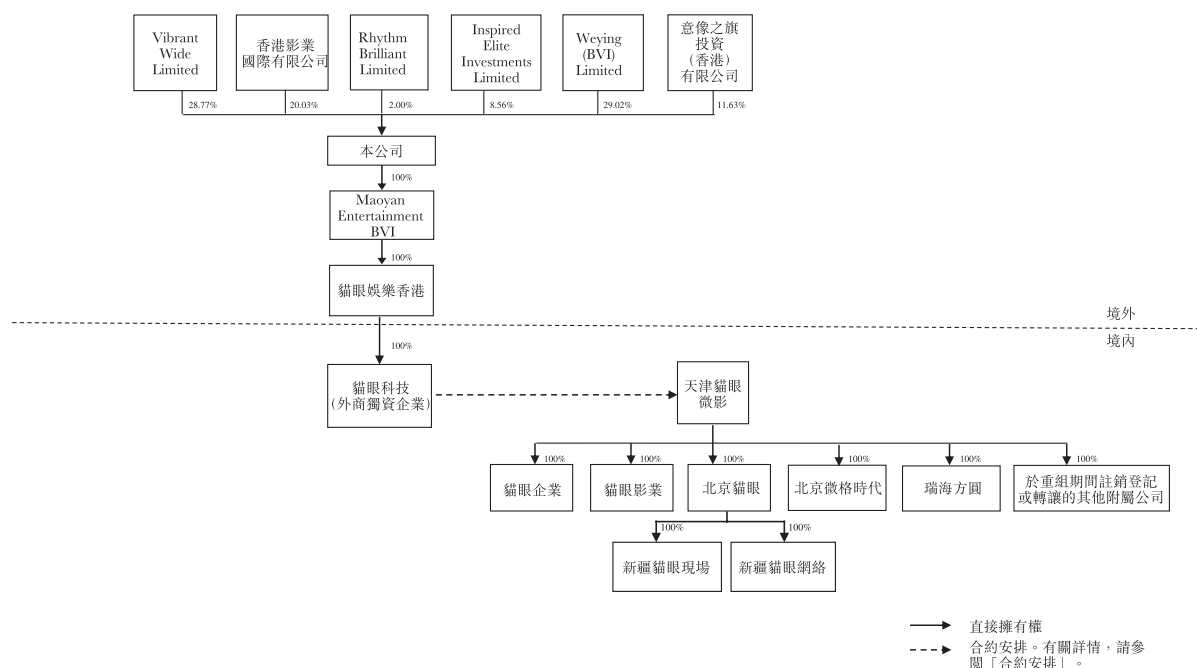 Vibrant
Wide
Limited
香港影業
國際有限公司
Rhythm
Brilliant
Limited
Inspired
Elite
Investments
Limited
Weying
(BVI)
Limited
意像之旗
投資
(香港)
有限公司
28.77%
20.03%
2.00%
8.56%
29.02%
11.63%
本公司
100%
Maoyan
Entertainment
BVI
100%
貓眼娛樂香港
境外
境內
100%
貓眼科技
(外商獨資企業)
天津貓眼
微影
100%
100%
100%
100%
100%
100%
貓眼企業
貓眼影業
北京貓眼
北京微格時代
瑞海方圓
於重組期間註銷登記
或轉讓的其他附屬公司
100%
100%
新疆貓眼現場
新疆貓眼網絡
直接擁有權
合約安排。有關詳情，請參
閱「合約安排」。